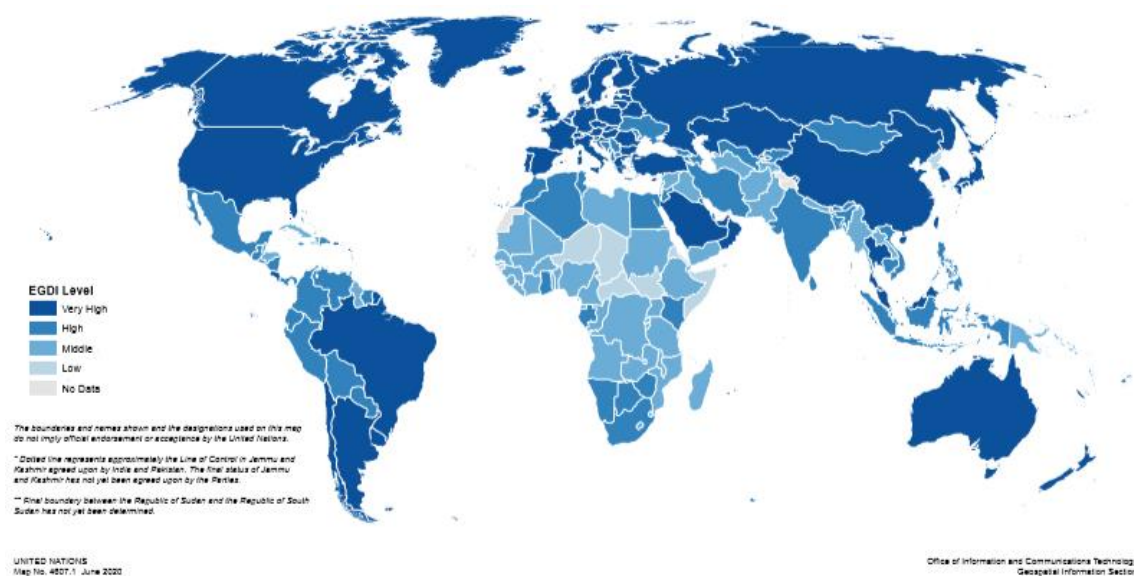 EGDI Level
Very High
High
Middle
Low
No Data
The bounderies and names shown and the designations used on this map
do not imply official endorsement or acceptance by the United Nations.
* Dotted line represents approximately the Line of Control in Jammu and
Kashmir agreed upon by India and Pakistan. The final status of Jammu
and Kashmir has not yet been agreed upon by the Parties.
** Final boundary between the Republic of Sudan and the Republic of South
Sudan has not yet been determined.
UNITED NATIONS
Map No. 4607.1 June 2020
Office of Information and Communications Technolog
Geospatial Information Section